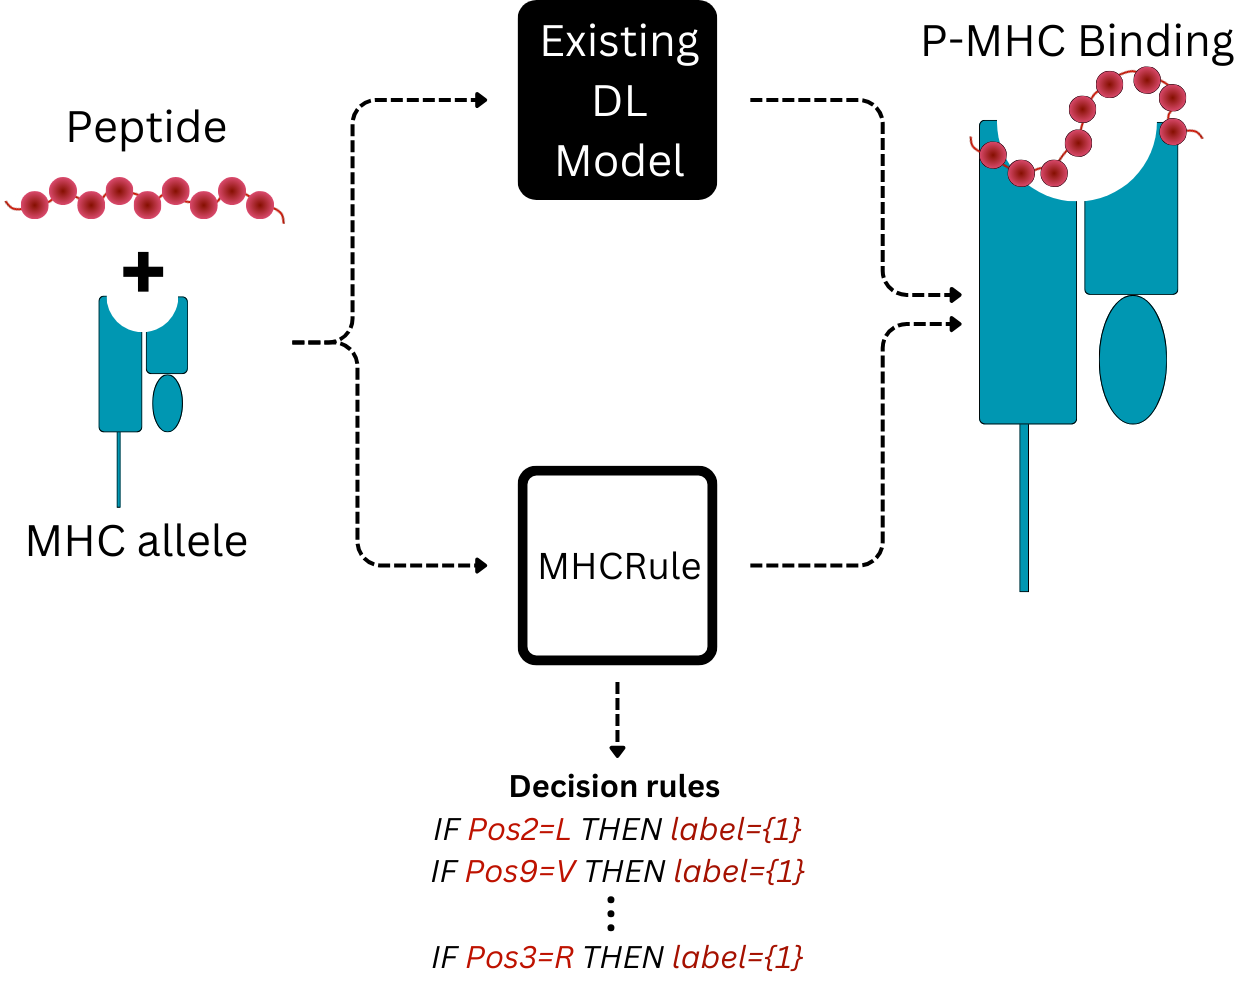 Existing
DL
Model
P-MHC Binding
Peptide
MHC allele
MHCRule
Decision rules
IF Pos2=L THEN label={1}
IF Pos9=V THEN label={1}
IF Pos3=R THEN label={1}